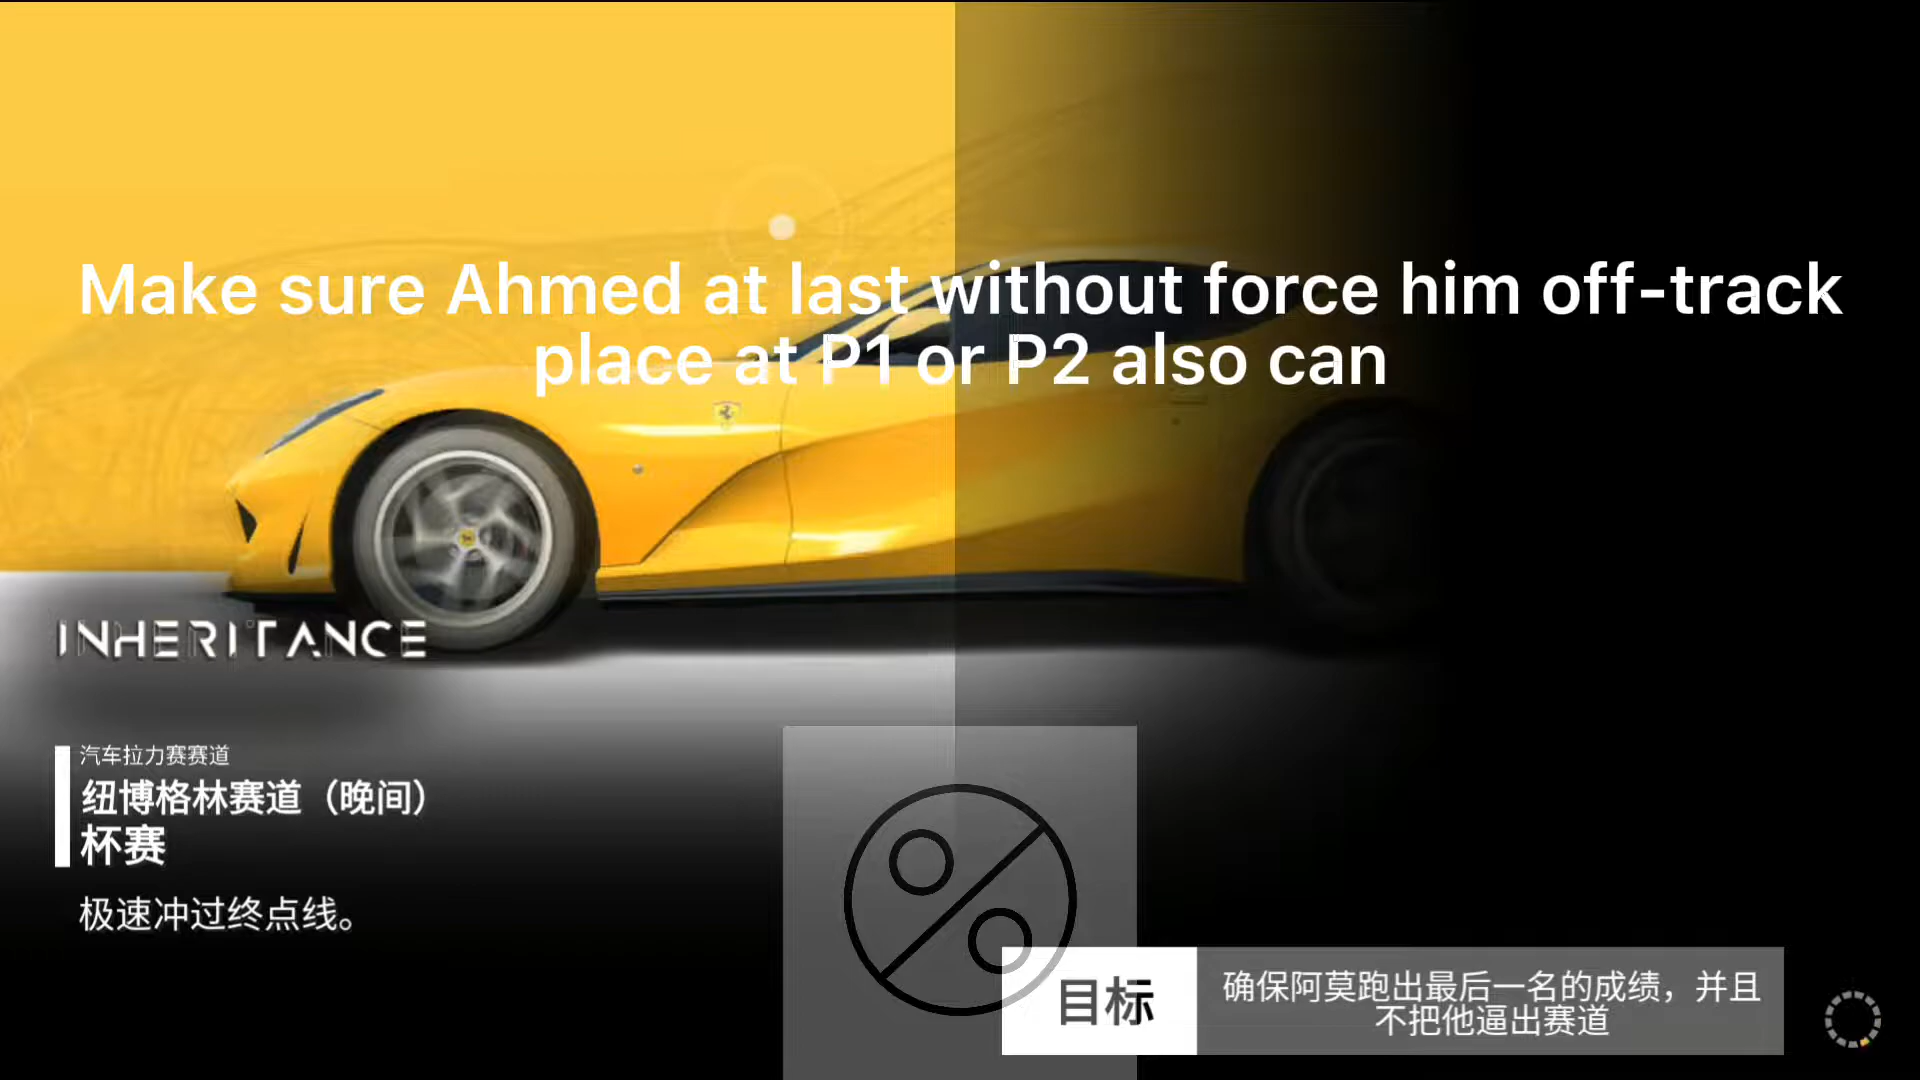 Make sure Ahmed at last without force him off-track
place at P1 or P2 also can
INHERITANCE
汽车拉力赛赛道
纽博格林赛道（晚间）
杯赛
极速冲过终点线。
目标
确保阿莫跑出最后一名的成绩，并且
不把他逼出赛道